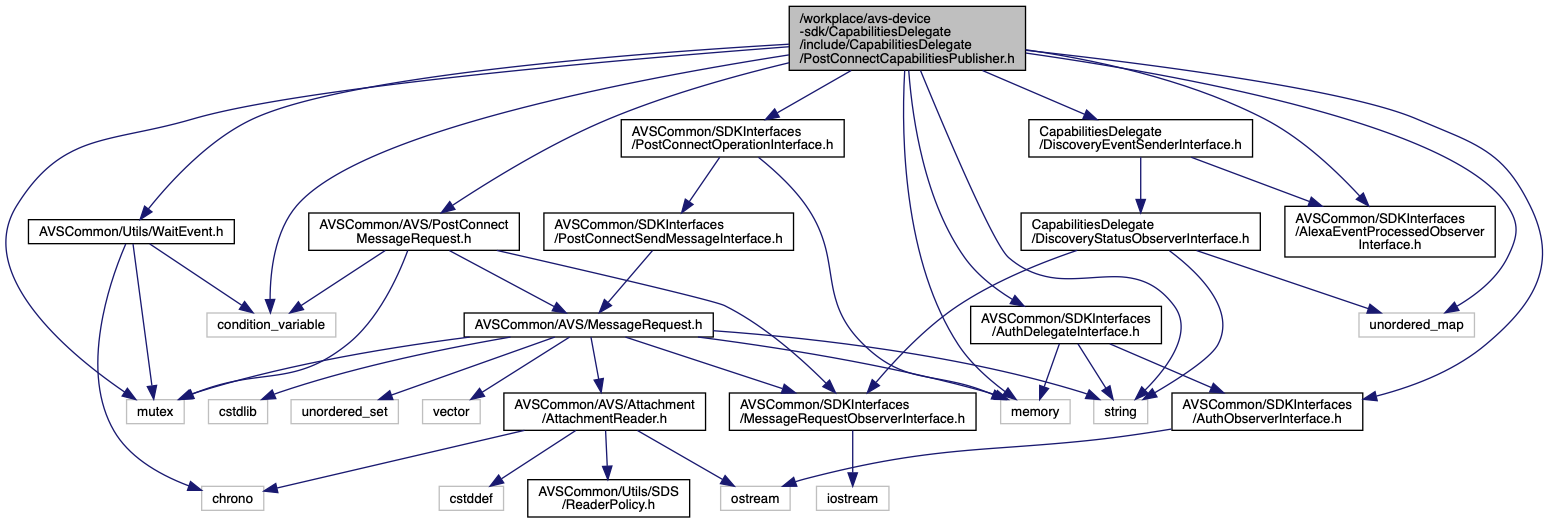 /workplace/avs-device
-sdk/CapabilitiesDelegate
/include/CapabilitiesDelegate
/PostConnectCapabilitiesPublisher.h
AVSCommon/SDKInterfaces
/PostConnectOperationInterface.h
CapabilitiesDelegate
/DiscoveryEventSenderInterface.h
AVSCommon/Utils/WaitEvent.h
AVSCommon/AVS/PostConnect
MessageRequest.h
AVSCommon/SDKInterfaces
/PostConnectSendMessageInterface.h
CapabilitiesDelegate
/DiscoveryStatusObserverInterface.h
AVSCommon/SDKInterfaces
/AlexaEventProcessedObserver
Interface.h
condition_variable
AVSCommon/AVS/MessageRequest.h
AVSCommon/SDKInterfaces
/AuthDelegateInterface.h
unordered_map
mutex
cstdlib
unordered_set
vector
AVSCommon/AVS/Attachment
/AttachmentReader.h
AVSCommon/SDKInterfaces
/MessageRequestObserverInterface.h
memory
string
AVSCommon/SDKInterfaces
/AuthObserverInterface.h
chrono
cstddef
AVSCommon/Utils/SDS
/ReaderPolicy.h
ostream
iostream